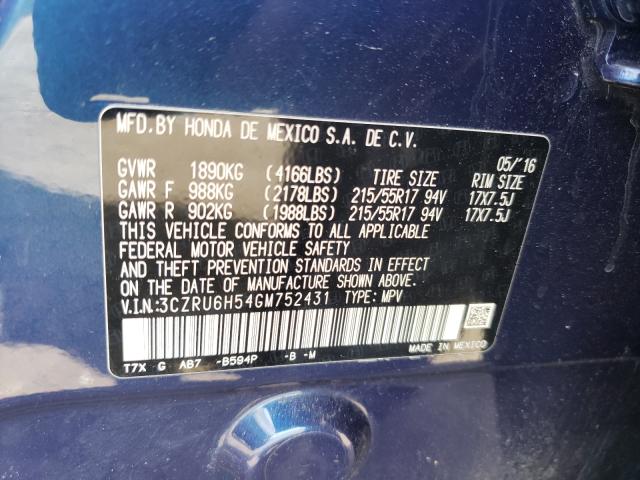 MFD. BY HONDA DE MEXICO S.A. DE C.V.
05/'16
GVWR 1890KG (4166LBS) TIRE SIZE RIM SIZE
GAWR F 988KG (2178LBS) 215/55R17 94V 17X7.5J
GAWR R 902KG (1988LBS) 215/55R17 94V 17X7.5J
THIS VEHICLE CONFORMS TO ALL APPLICABLE
FEDERAL MOTOR VEHICLE SAFETY
AND THEFT PREVENTION STANDARDS IN EFFECT
ON THE DATE OF MANUFACTURE SHOWN ABOVE.
V.I.N.:3CZRU6H54GM752431 TYPE: MPV
MADE IN MEXICO
T7X G AB7 -B594P -B -M